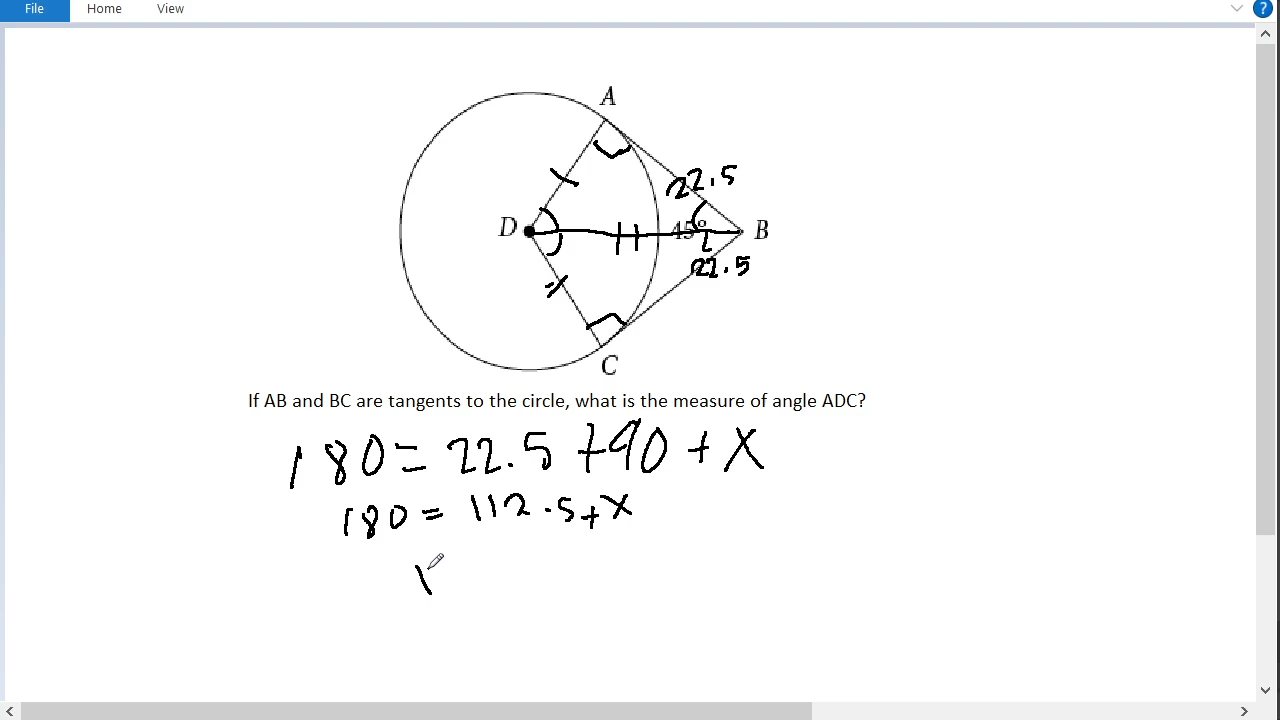 File Home View ?
A
22.5
D 45° B
22.5
C
If AB and BC are tangents to the circle, what is the measure of angle ADC?
180 = 22.5 + 90 + X
180 = 112.5 + X